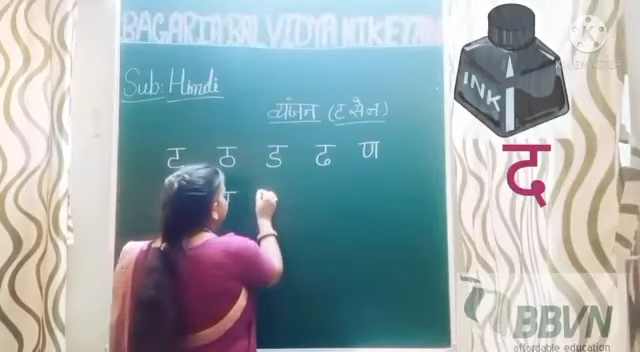 BAGARIA BAL VIDYA NIKETAN
Sub: Hindi
व्यंजन (ट से न)
ट ठ ड ढ ण
INK
द
BBVN
affordable education